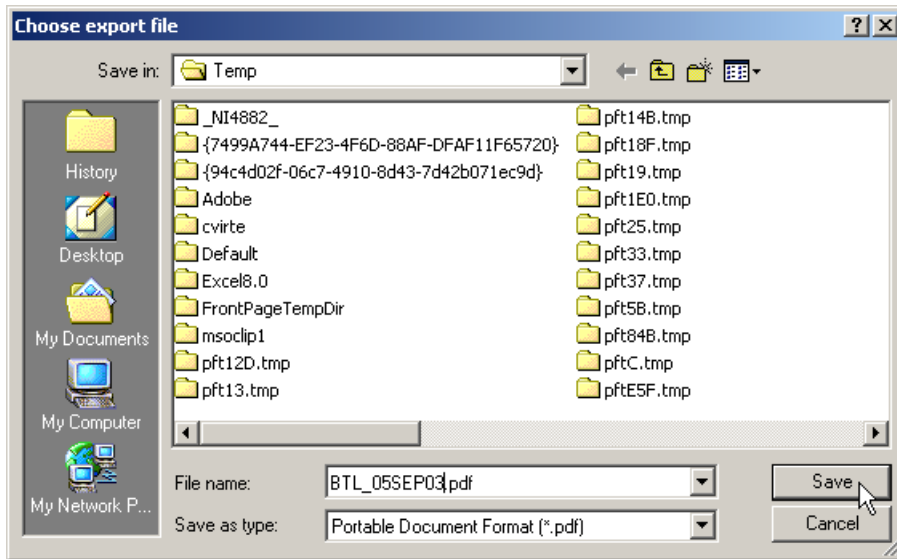 Choose export file
Save in: Temp
History
Desktop
My Documents
My Computer
My Network P...
_NI4882_
{7499A744-EF23-4F6D-88AF-DFAF11F65720}
{94c4d02f-06c7-4910-8d43-7d42b071ec9d}
Adobe
cvirte
Default
Excel8.0
FrontPageTempDir
msoclip1
pft12D.tmp
pft13.tmp
pft14B.tmp
pft18F.tmp
pft19.tmp
pft1E0.tmp
pft25.tmp
pft33.tmp
pft37.tmp
pft5B.tmp
pft84B.tmp
pftC.tmp
pftE5F.tmp
File name: BTL_05SEP03.pdf Save
Save as type: Portable Document Format (*.pdf) Cancel